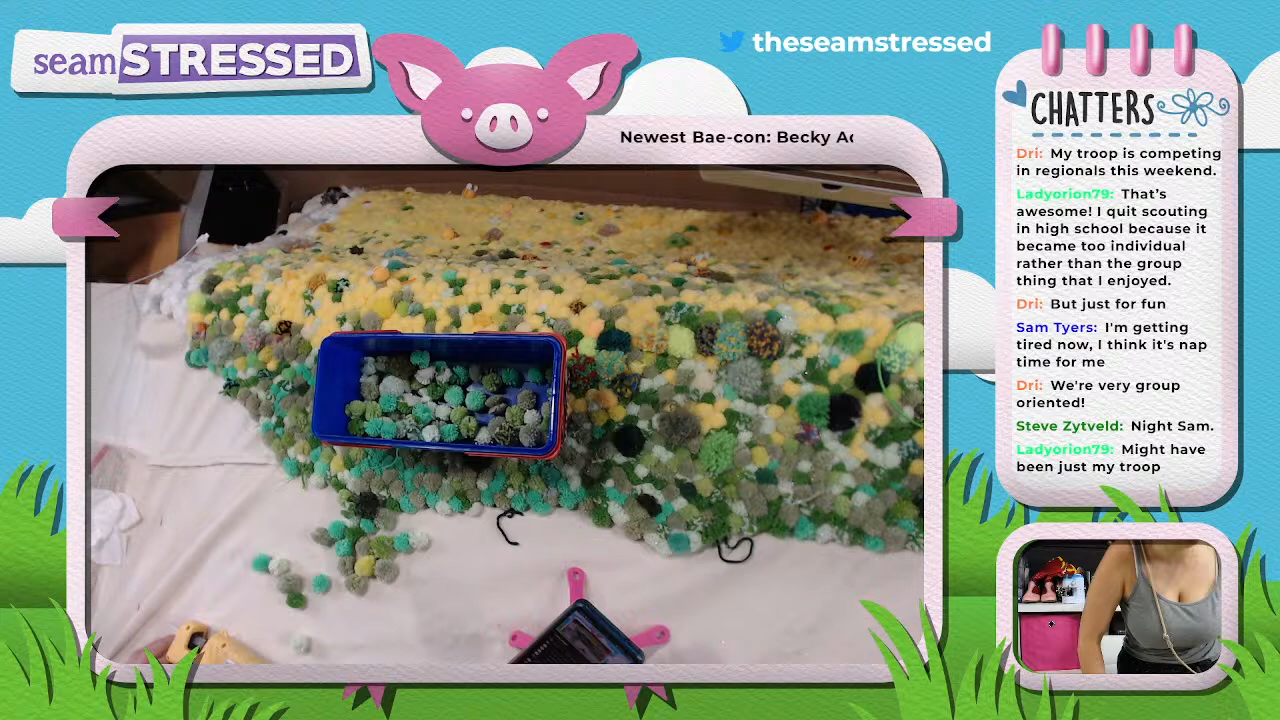 seamSTRESSED
theseamstressed
Newest Bae-con: Becky
CHATTERS
Dri: My troop is competing
in regionals this weekend.
Ladyorion79: That's
awesome! I quit scouting
in high school because it
became too individual
rather than the group
thing that I enjoyed.
Dri: But just for fun
Sam Tyers: I'm getting
tired now, I think it's nap
time for me
Dri: We're very group
oriented!
Steve Zytveld: Night Sam.
Ladyorion79: Might have
been just my troop